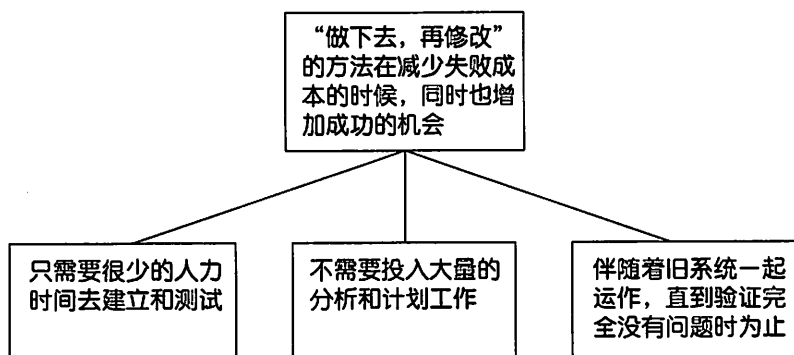 “做下去，再修改”
的方法在减少失败成
本的时候，同时也增
加成功的机会
只需要很少的人力
时间去建立和测试
不需要投入大量的
分析和计划工作
伴随着旧系统一起
运作，直到验证完
全没有问题时为止